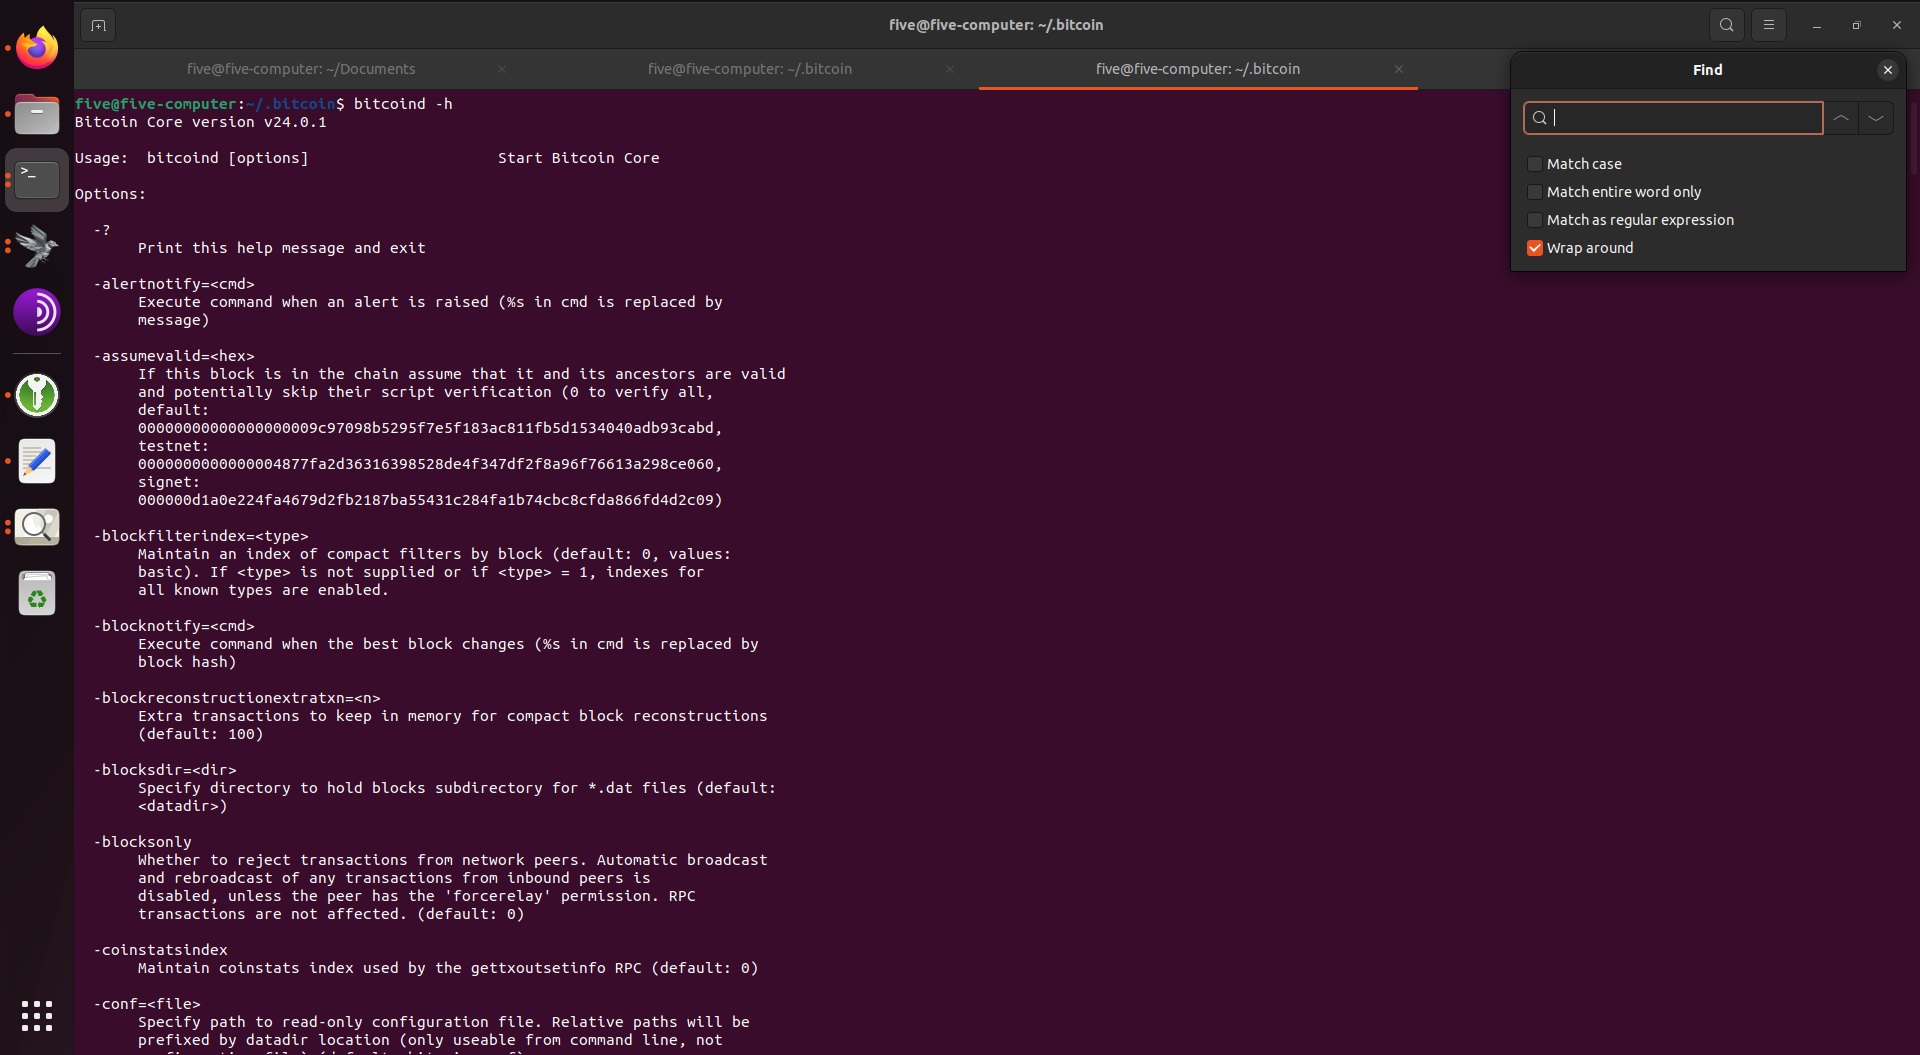 five@five-computer: ~/.bitcoin
five@five-computer: ~/Documents
five@five-computer: ~/.bitcoin
five@five-computer: ~/.bitcoin
five@five-computer:~/.bitcoin$ bitcoind -h
Bitcoin Core version v24.0.1
Usage:  bitcoind [options]                     Start Bitcoin Core
Options:
-?
Print this help message and exit
-alertnotify=<cmd>
Execute command when an alert is raised (%s in cmd is replaced by
message)
-assumevalid=<hex>
If this block is in the chain assume that it and its ancestors are valid
and potentially skip their script verification (0 to verify all,
default:
00000000000000000009c97098b5295f7e5f183ac811fb5d1534040adb93cabd,
testnet:
0000000000000004877fa2d36316398528de4f347df2f8a96f76613a298ce060,
signet:
000000d1a0e224fa4679d2fb2187ba55431c284fa1b74cbc8cfda866fd4d2c09)
-blockfilterindex=<type>
Maintain an index of compact filters by block (default: 0, values:
basic). If <type> is not supplied or if <type> = 1, indexes for
all known types are enabled.
-blocknotify=<cmd>
Execute command when the best block changes (%s in cmd is replaced by
block hash)
-blockreconstructionextratxn=<n>
Extra transactions to keep in memory for compact block reconstructions
(default: 100)
-blocksdir=<dir>
Specify directory to hold blocks subdirectory for *.dat files (default:
<datadir>)
-blocksonly
Whether to reject transactions from network peers. Automatic broadcast
and rebroadcast of any transactions from inbound peers is
disabled, unless the peer has the 'forcerelay' permission. RPC
transactions are not affected. (default: 0)
-coinstatsindex
Maintain coinstats index used by the gettxoutsetinfo RPC (default: 0)
-conf=<file>
Specify path to read-only configuration file. Relative paths will be
prefixed by datadir location (only useable from command line, not
Find
Match case
Match entire word only
Match as regular expression
Wrap around